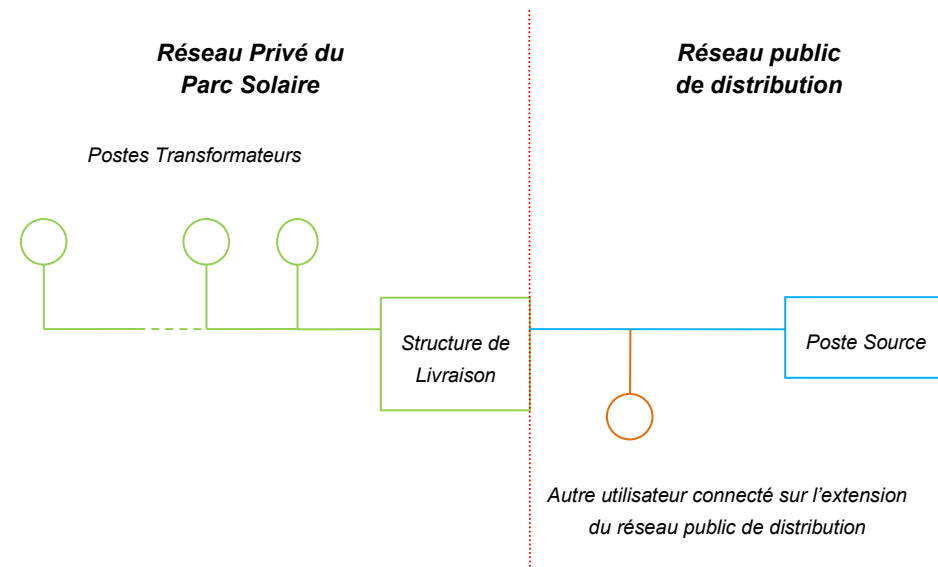 Réseau Privé du
Parc Solaire
Réseau public
de distribution
Postes Transformateurs
Structure de
Livraison
Poste Source
Autre utilisateur connecté sur l'extension
du réseau public de distribution